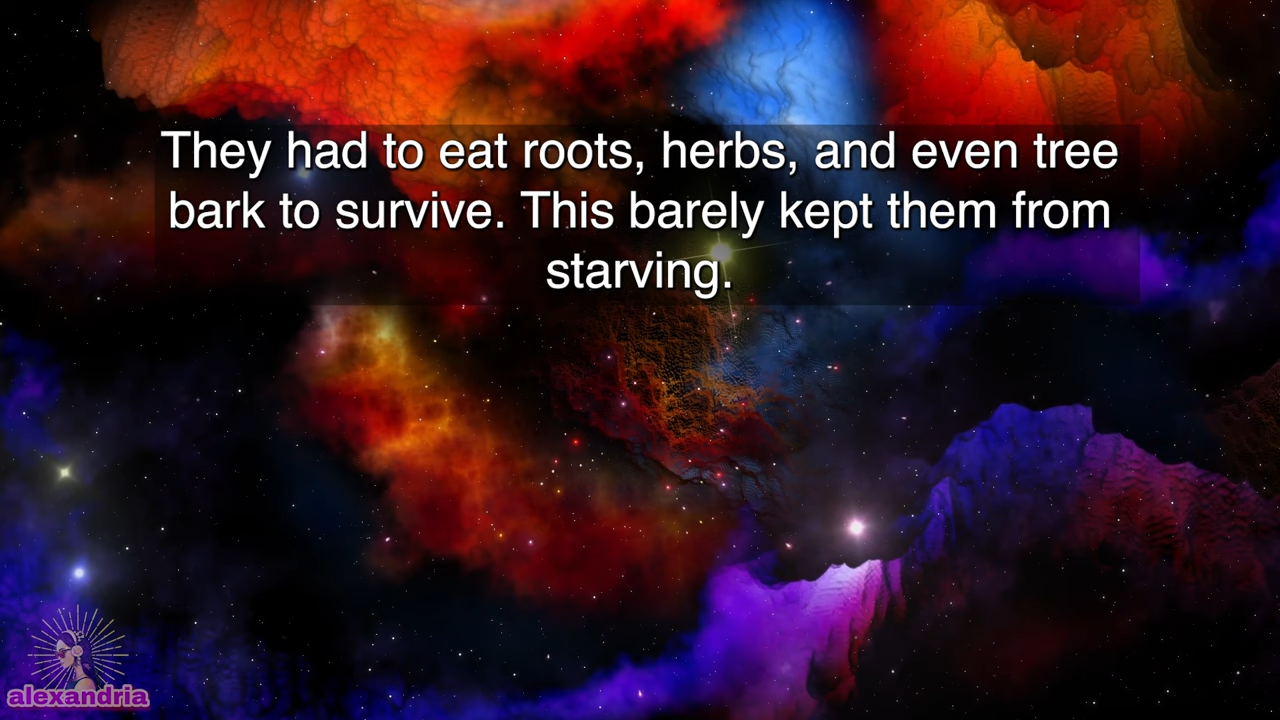 They had to eat roots, herbs, and even tree
bark to survive. This barely kept them from
starving.
alexandria